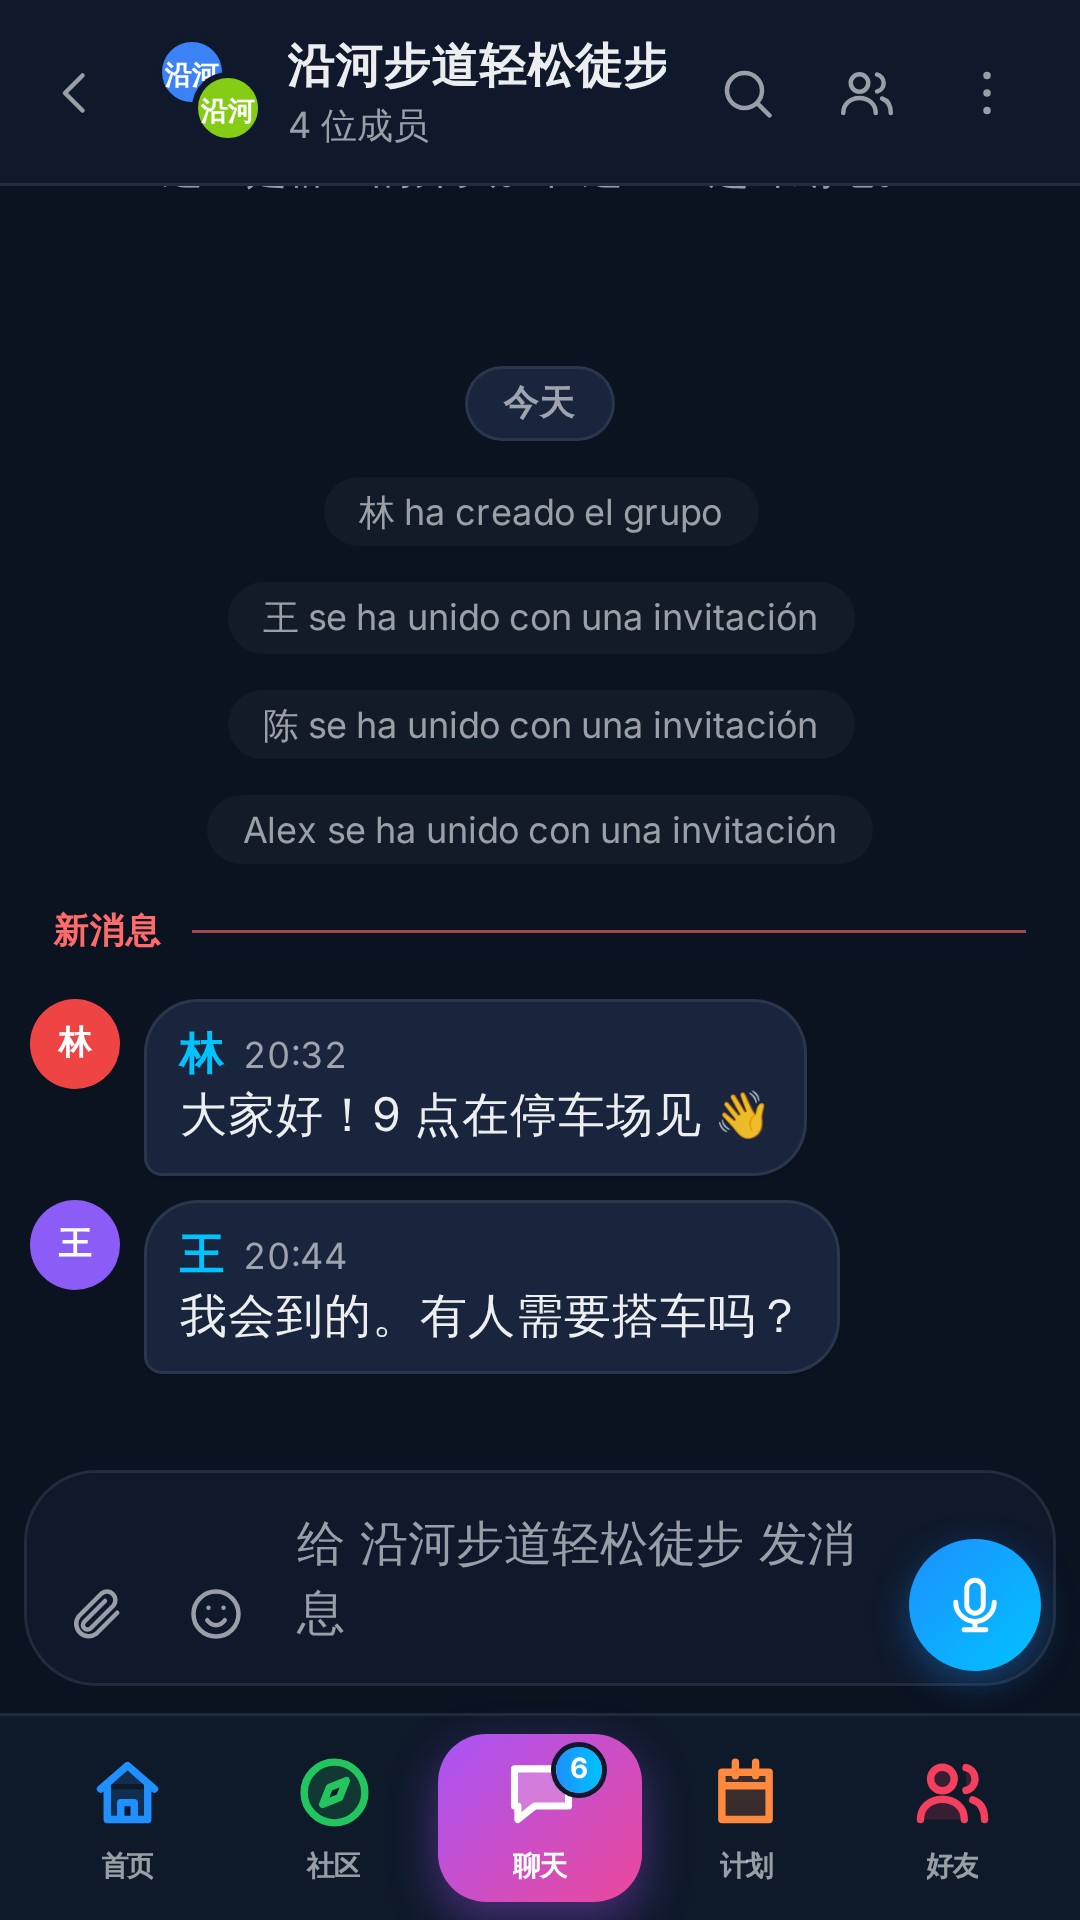 沿河
沿河
沿河步道轻松徒步
4 位成员
今天
林 ha creado el grupo
王 se ha unido con una invitación
陈 se ha unido con una invitación
Alex se ha unido con una invitación
新消息
林
林 20:32
大家好！9 点在停车场见 👋
王
王 20:44
我会到的。有人需要搭车吗？
给 沿河步道轻松徒步 发消
息
6
首页
社区
聊天
计划
好友